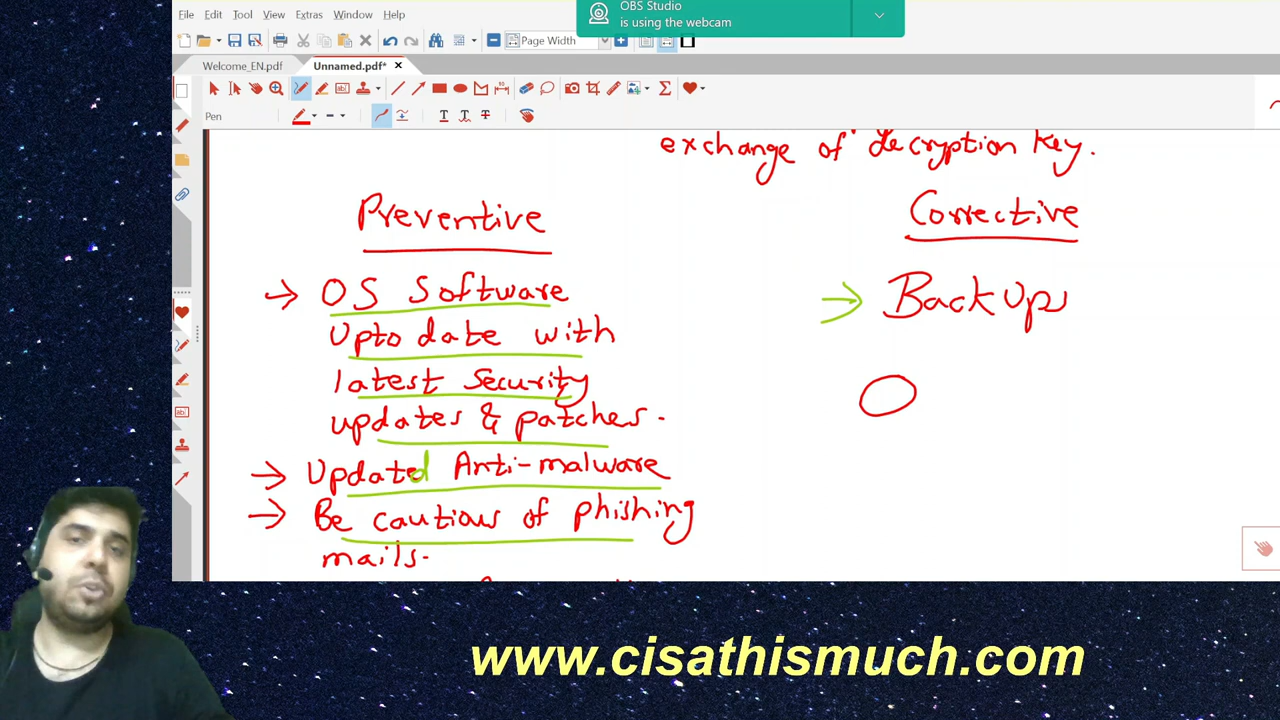 OBS Studio
is using the webcam
File Edit Tool View Extras Window Help
Page Width
Welcome_EN.pdf Unnamed.pdf*
Pen
exchange of decryption key.
Preventive
Corrective
→ OS Software
Upto date with
latest Security
updates & patches.
→ Updated Anti-malware
→ Be cautious of phishing
mails.
→ Backups
www.cisathismuch.com